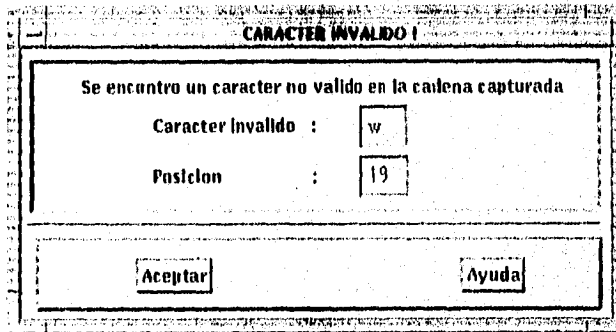 CARACTER INVALIDO !
Se encontro un caracter no valido en la cadena capturada
Caracter Invalido : w
Posicion : 19
Aceptar Ayuda